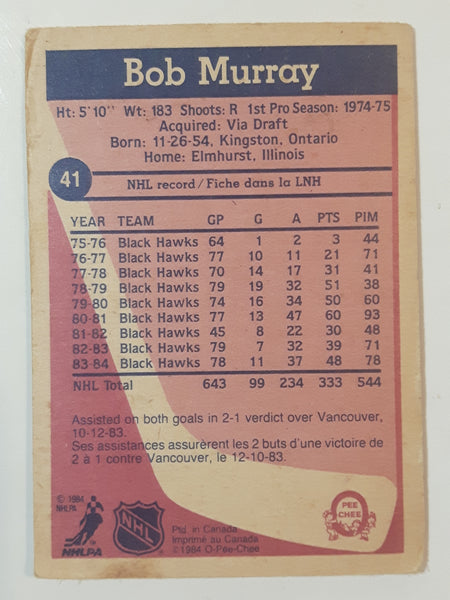 Bob Murray
Ht: 5'10" Wt: 183 Shoots: R 1st Pro Season: 1974-75
Acquired: Via Draft
Born: 11-26-54, Kingston, Ontario
Home: Elmhurst, Illinois
41 NHL record/Fiche dans la LNH
YEAR TEAM GP G A PTS PIM
75-76 Black Hawks 64 1 2 3 44
76-77 Black Hawks 77 10 11 21 71
77-78 Black Hawks 70 14 17 31 41
78-79 Black Hawks 79 19 32 51 38
79-80 Black Hawks 74 16 34 50 60
80-81 Black Hawks 77 13 47 60 93
81-82 Black Hawks 45 8 22 30 48
82-83 Black Hawks 79 7 32 39 71
83-84 Black Hawks 78 11 37 48 78
NHL Total 643 99 234 333 544
Assisted on both goals in 2-1 verdict over Vancouver,
10-12-83.
Ses assistances assurèrent les 2 buts d'une victoire de
2 à 1 contre Vancouver, le 12-10-83.
© 1984
NHLPA
NHLPA
NHL
Ptd. in Canada
Imprimé au Canada
© 1984 O-Pee-Chee
PEE
CHEE